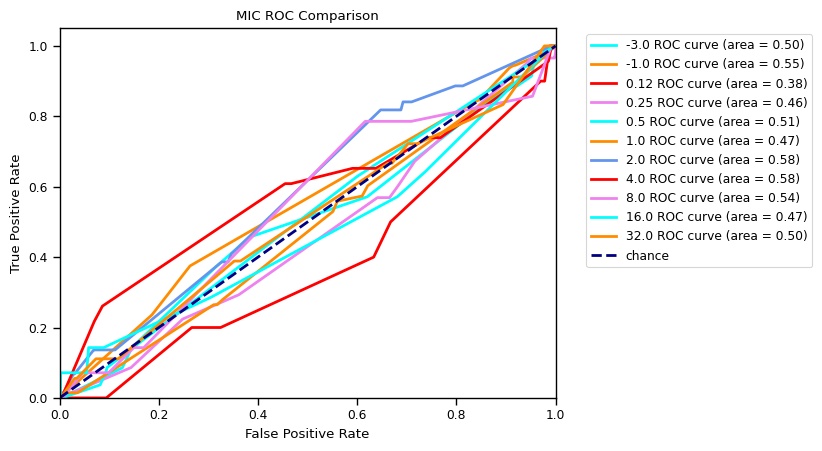 MIC ROC Comparison
1.0
0.8
0.6
0.4
0.2
0.0
True Positive Rate
0.0 0.2 0.4 0.6 0.8 1.0
False Positive Rate
-3.0 ROC curve (area = 0.50)
-1.0 ROC curve (area = 0.55)
0.12 ROC curve (area = 0.38)
0.25 ROC curve (area = 0.46)
0.5 ROC curve (area = 0.51)
1.0 ROC curve (area = 0.47)
2.0 ROC curve (area = 0.58)
4.0 ROC curve (area = 0.58)
8.0 ROC curve (area = 0.54)
16.0 ROC curve (area = 0.47)
32.0 ROC curve (area = 0.50)
chance